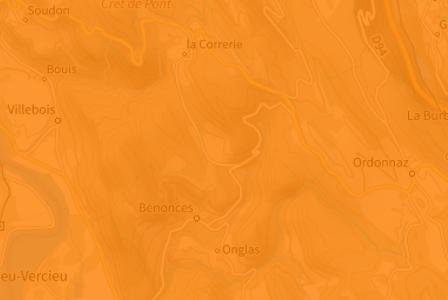 Crêt de Pont
Soudon
la Correrie
D94
Bouis
Villebois
La Burb
Ordonnaz
Bénonces
Onglas
eu-Vercieu